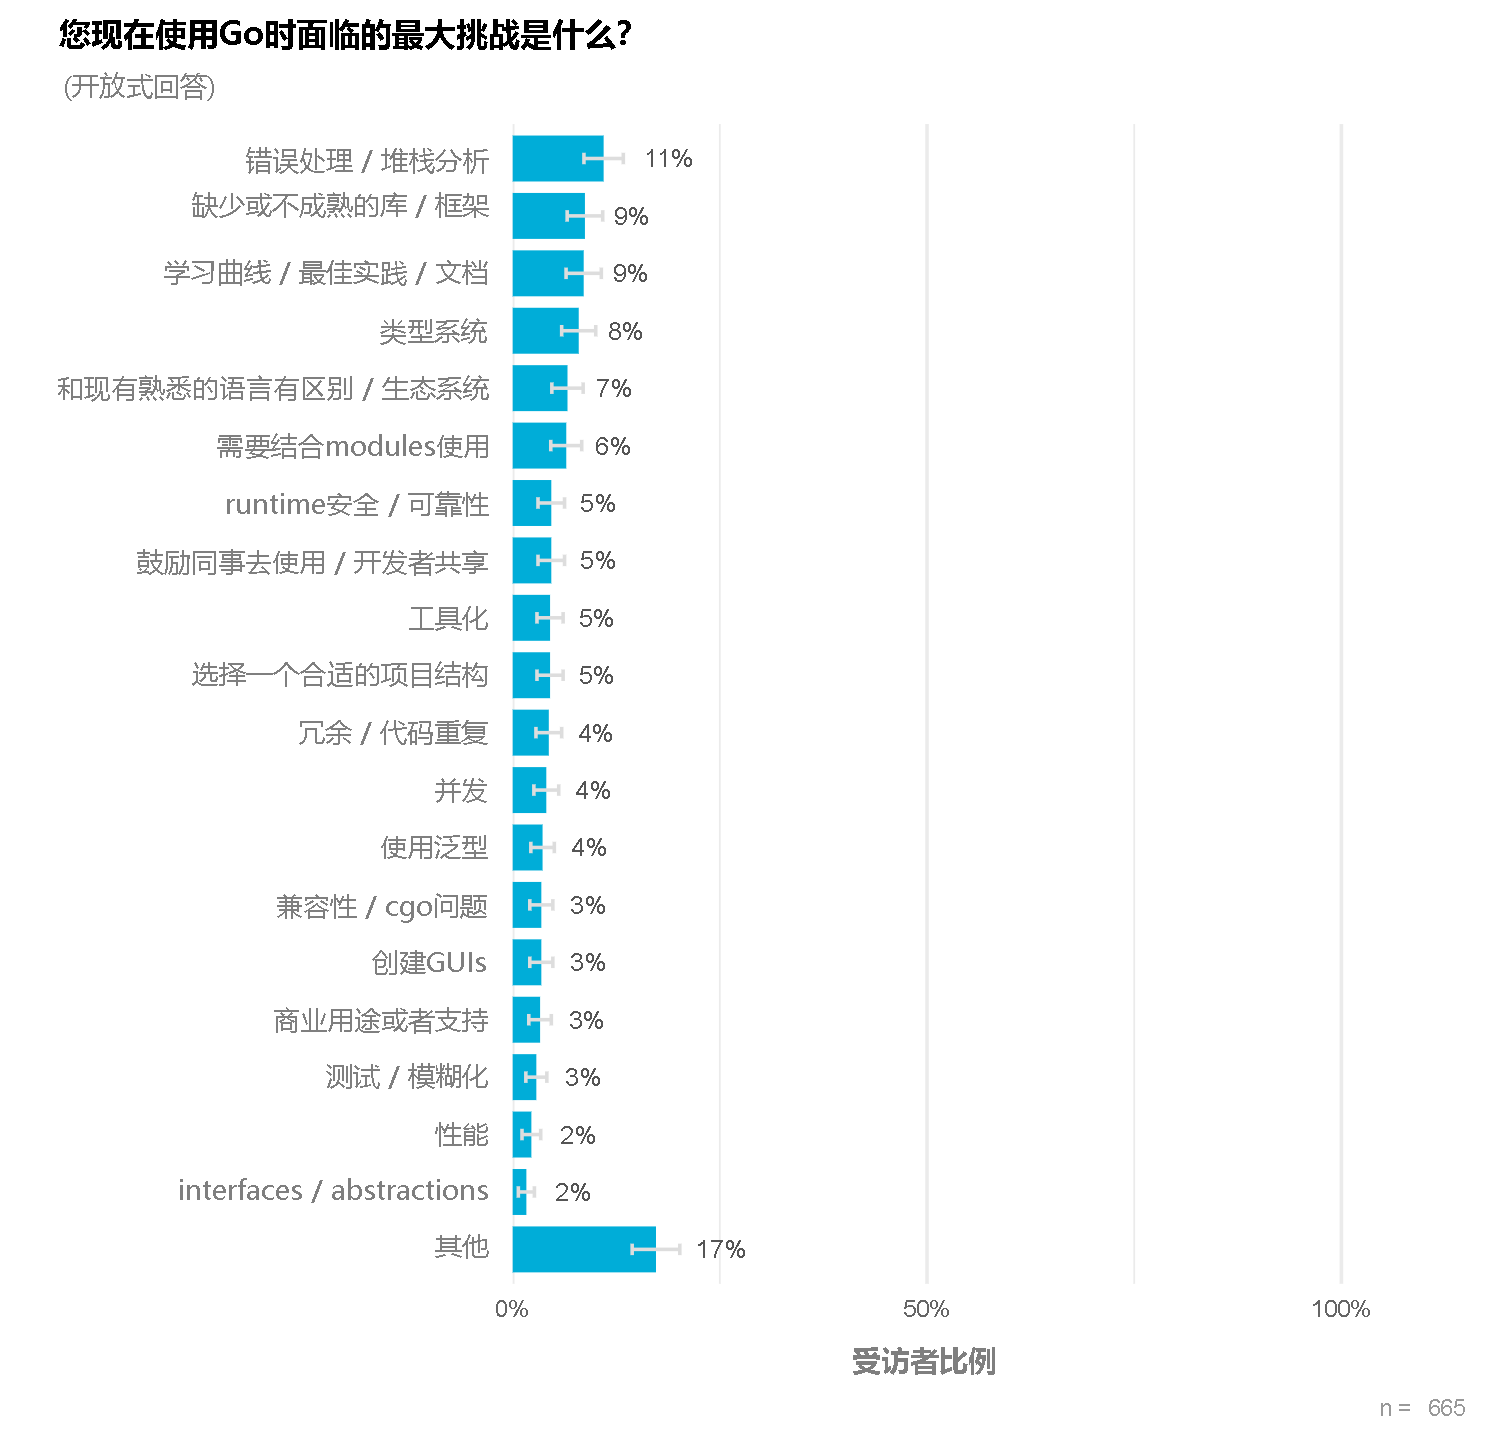 您现在使用Go时面临的最大挑战是什么?
(开放式回答)
错误处理 / 堆栈分析 11%
缺少或不成熟的库 / 框架 9%
学习曲线 / 最佳实践 / 文档 9%
类型系统 8%
和现有熟悉的语言有区别 / 生态系统 7%
需要结合modules使用 6%
runtime安全 / 可靠性 5%
鼓励同事去使用 / 开发者共享 5%
工具化 5%
选择一个合适的项目结构 5%
冗余 / 代码重复 4%
并发 4%
使用泛型 4%
兼容性 / cgo问题 3%
创建GUIs 3%
商业用途或者支持 3%
测试 / 模糊化 3%
性能 2%
interfaces / abstractions 2%
其他 17%
0% 50% 100%
受访者比例
n = 665